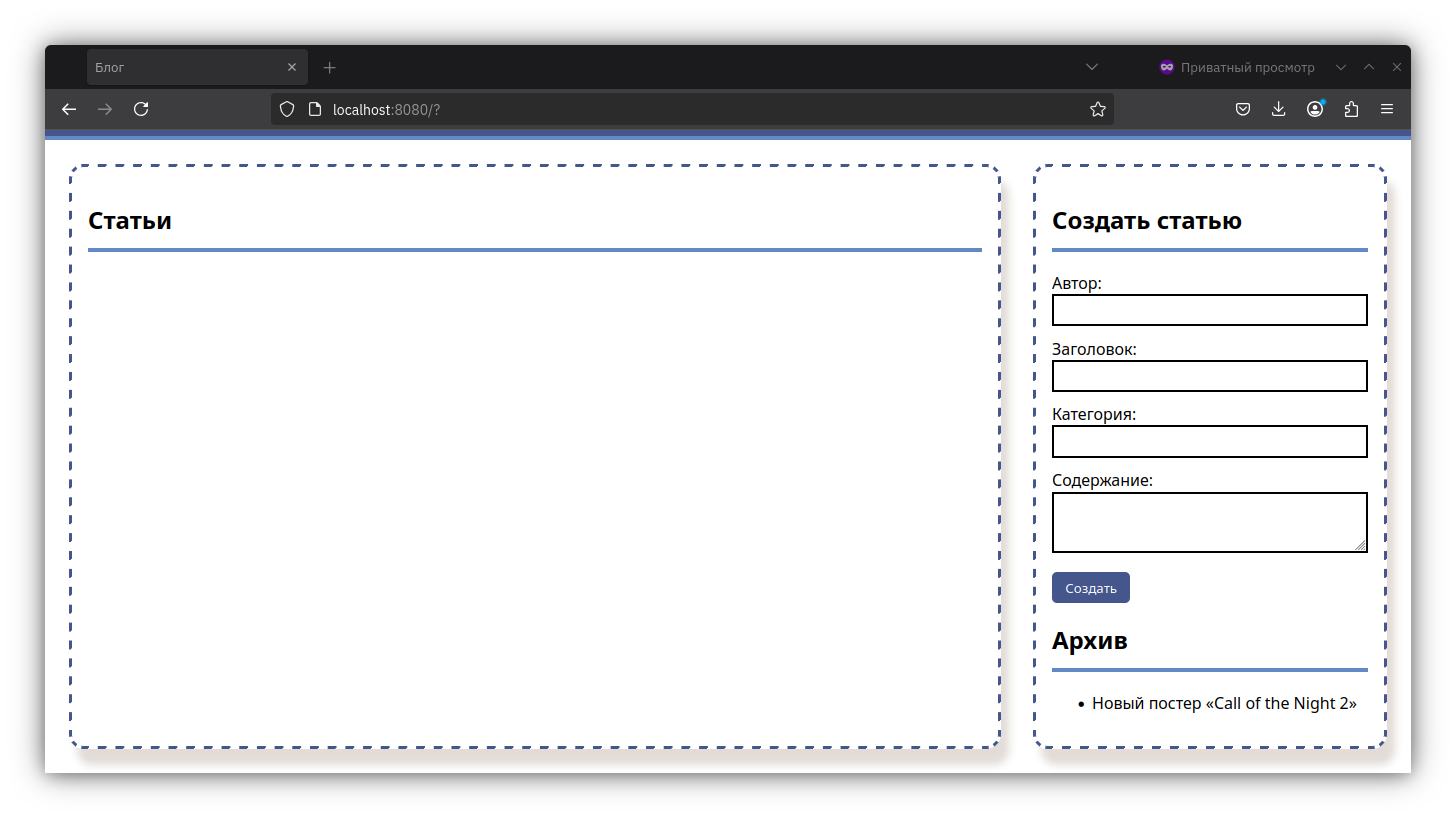 Блог
Приватный просмотр
localhost:8080/?
Статьи
Создать статью
Автор:
Заголовок:
Категория:
Содержание:
Создать
Архив
• Новый постер «Call of the Night 2»